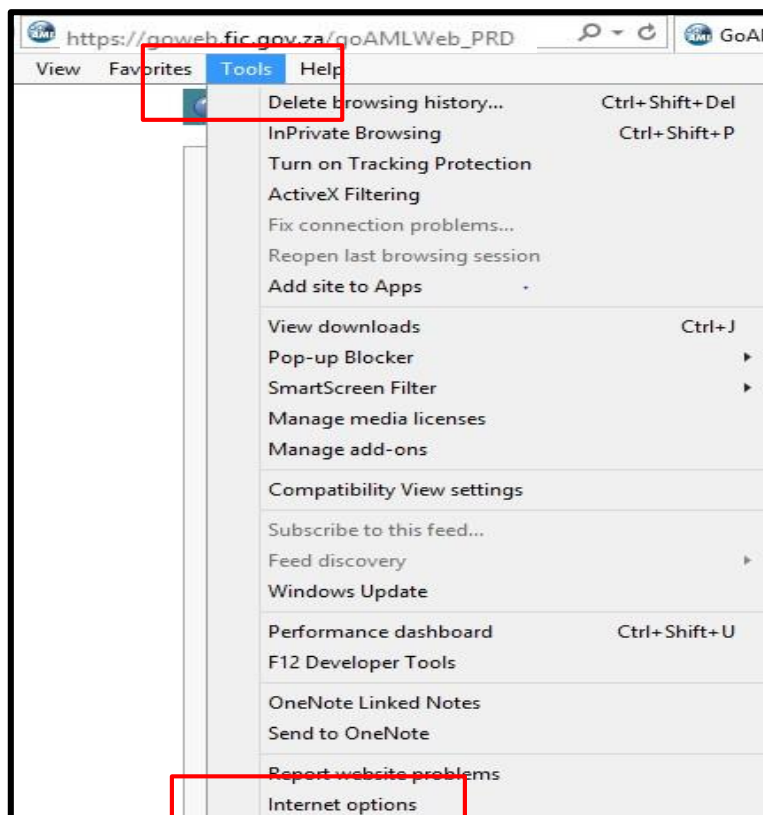 https://goweb.fic.gov.za/goAMLWeb_PRD GoAM
View Favorites Tools Help
Delete browsing history... Ctrl+Shift+Del
InPrivate Browsing Ctrl+Shift+P
Turn on Tracking Protection
ActiveX Filtering
Fix connection problems...
Reopen last browsing session
Add site to Apps
View downloads Ctrl+J
Pop-up Blocker
SmartScreen Filter
Manage media licenses
Manage add-ons
Compatibility View settings
Subscribe to this feed...
Feed discovery
Windows Update
Performance dashboard Ctrl+Shift+U
F12 Developer Tools
OneNote Linked Notes
Send to OneNote
Report website problems
Internet options